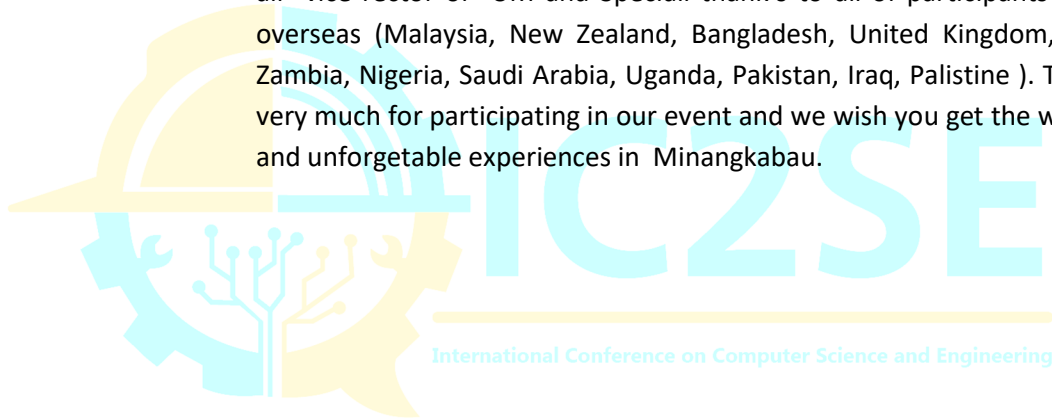 overseas (Malaysia, New Zealand, Bangladesh, United Kingdom,
Zambia, Nigeria, Saudi Arabia, Uganda, Pakistan, Iraq, Palistine ). T
very much for participating in our event and we wish you get the w
and unforgetable experiences in Minangkabau.
IC2SE
International Conference on Computer Science and Engineering